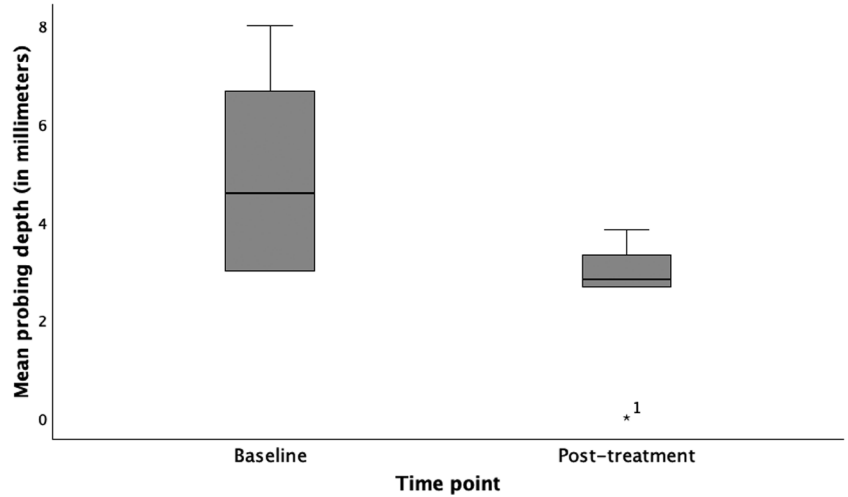 Mean probing depth (in millimeters)
8
6
4
2
0
*1
Baseline
Post-treatment
Time point